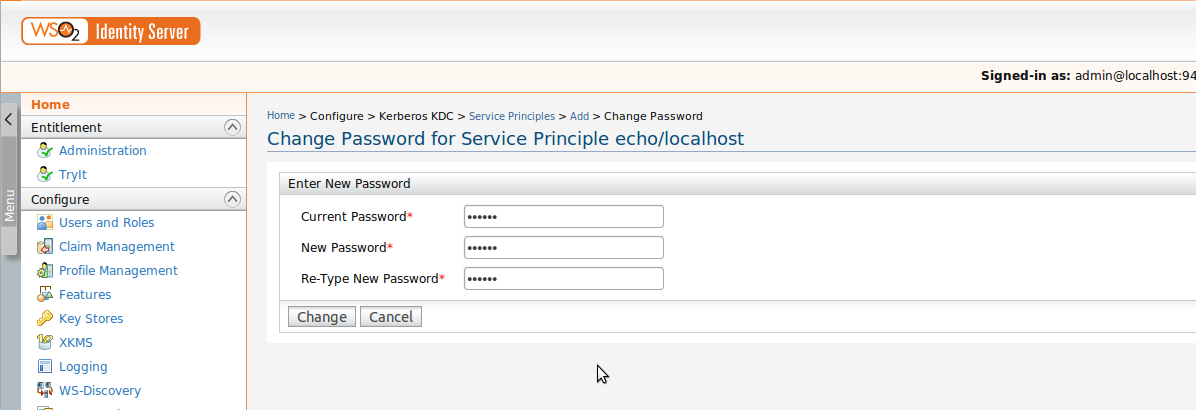 WSO2 Identity Server
Signed-in as: admin@localhost:94
Home
Entitlement
Administration
TryIt
Configure
Users and Roles
Claim Management
Profile Management
Features
Key Stores
XKMS
Logging
WS-Discovery
Menu
Home > Configure > Kerberos KDC > Service Principles > Add > Change Password
Change Password for Service Principle echo/localhost
Enter New Password
Current Password* ••••••
New Password* ••••••
Re-Type New Password* ••••••
Change Cancel